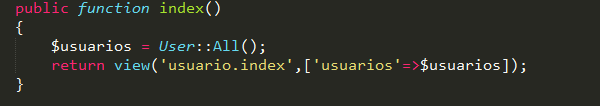 public function index()
{
$usuarios = User::All();
return view('usuario.index',['usuarios'=>$usuarios]);
}